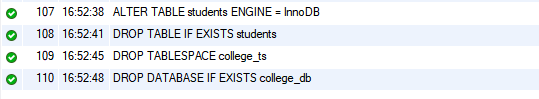 107 16:52:38 ALTER TABLE students ENGINE = InnoDB
108 16:52:41 DROP TABLE IF EXISTS students
109 16:52:45 DROP TABLESPACE college_ts
110 16:52:48 DROP DATABASE IF EXISTS college_db